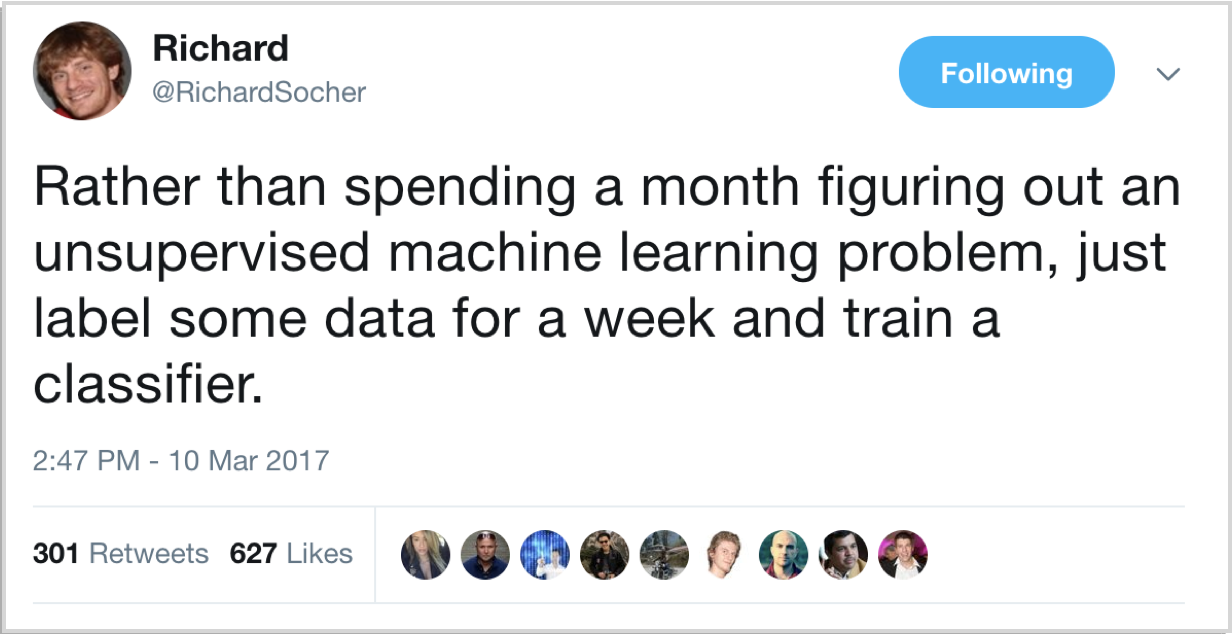 Richard
@RichardSocher
Following
Rather than spending a month figuring out an
unsupervised machine learning problem, just
label some data for a week and train a
classifier.
2:47 PM - 10 Mar 2017
301 Retweets 627 Likes